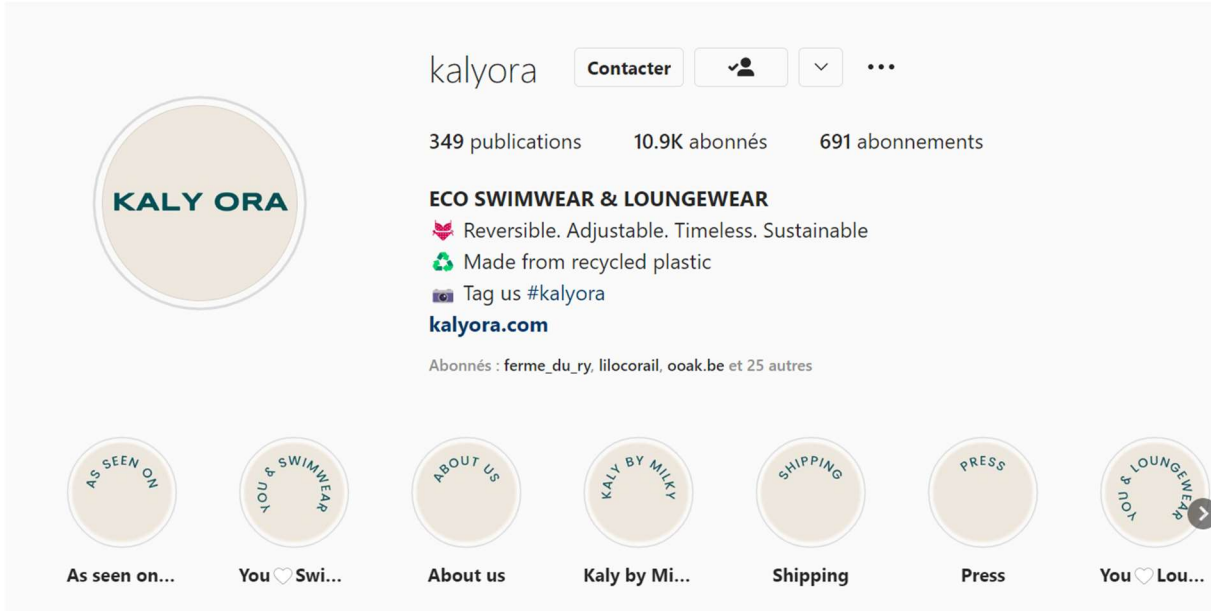 kalyora Contacter
KALY ORA
349 publications 10.9K abonnés 691 abonnements
ECO SWIMWEAR & LOUNGEWEAR
Reversible. Adjustable. Timeless. Sustainable
Made from recycled plastic
Tag us #kalyora
kalyora.com
Abonnés : ferme_du_ry, lilocorail, ooak.be et 25 autres
AS SEEN ON
YOU & SWIMWEAR
ABOUT US
KALY BY MILKY
SHIPPING
PRESS
YOU & LOUNGEWEAR
As seen on...
You🤍Swi...
About us
Kaly by Mi...
Shipping
Press
You🤍Lou...